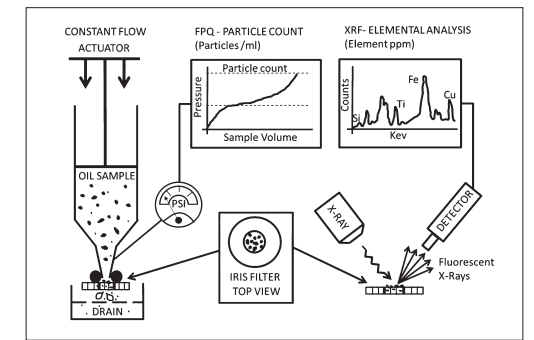 CONSTANT FLOW
ACTUATOR
FPQ - PARTICLE COUNT
(Particles /ml)
XRF- ELEMENTAL ANALYSIS
(Element ppm)
Particle count
Pressure
Sample Volume
Counts
Si
Ti
Fe
Cu
Kev
OIL SAMPLE
PSI
X-RAY
DETECTOR
IRIS FILTER
TOP VIEW
Fluorescent
X-Rays
DRAIN